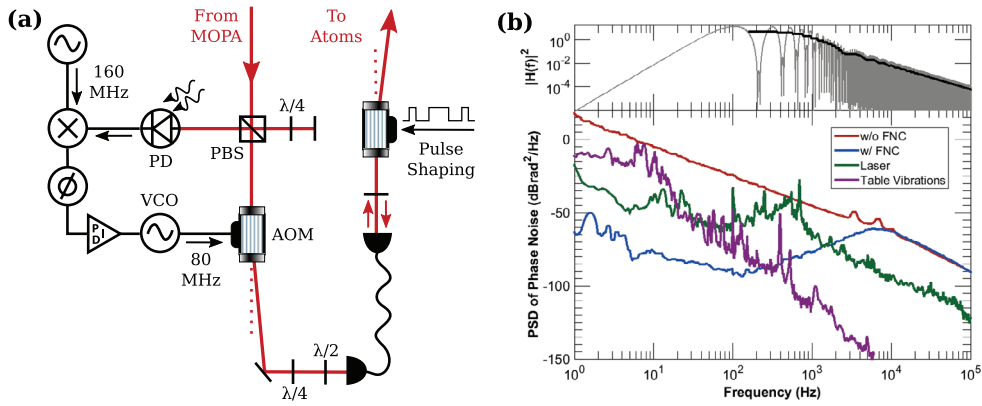 (a)
From
MOPA
To
Atoms
160
MHz
λ/4
PD
PBS
Pulse
Shaping
ϕ
VCO
P
I
D
AOM
80
MHz
λ/2
λ/4
(b)
|H(f)|²
10⁰
10⁻²
10⁻⁴
PSD of Phase Noise (dBrad²/Hz)
0
-50
-100
-150
w/o FNC
w/ FNC
Laser
Table Vibrations
10⁰
10¹
10²
10³
10⁴
10⁵
Frequency (Hz)